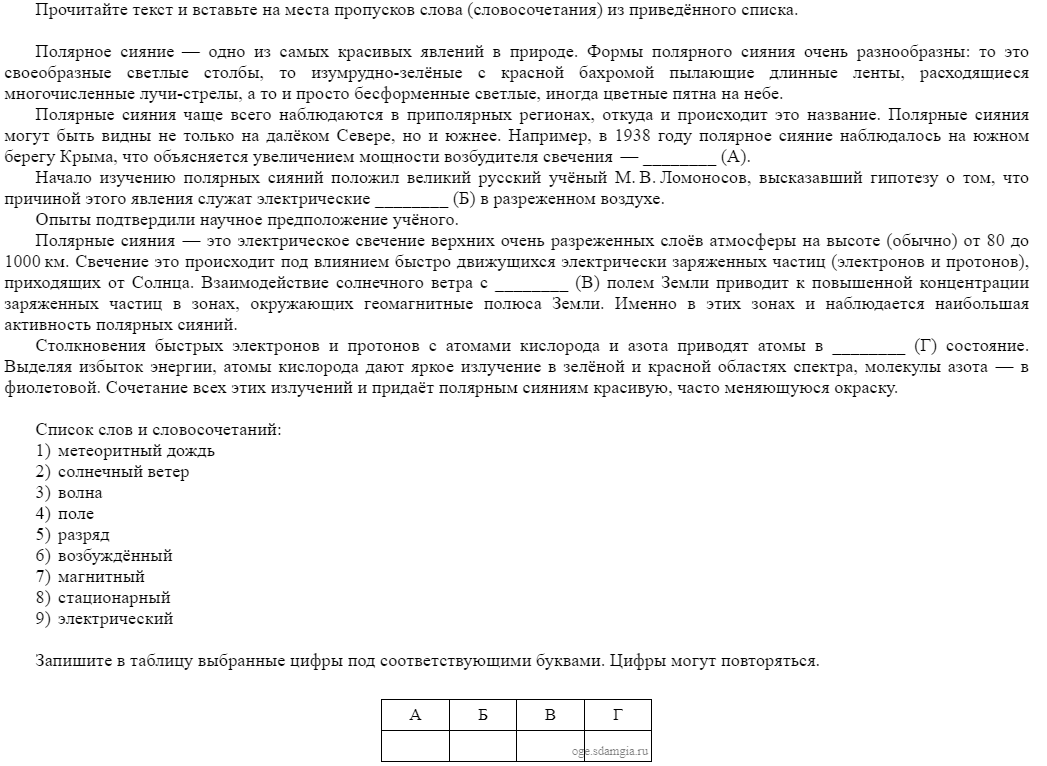 Прочитайте текст и вставьте на места пропусков слова (словосочетания) из приведённого списка.
Полярное сияние — одно из самых красивых явлений в природе. Формы полярного сияния очень разнообразны: то это
своеобразные светлые столбы, то изумрудно-зелёные с красной бахромой пылающие длинные ленты, расходящиеся
многочисленные лучи-стрелы, а то и просто бесформенные светлые, иногда цветные пятна на небе.
Полярные сияния чаще всего наблюдаются в приполярных регионах, откуда и происходит это название. Полярные сияния
могут быть видны не только на далёком Севере, но и южнее. Например, в 1938 году полярное сияние наблюдалось на южном
берегу Крыма, что объясняется увеличением мощности возбудителя свечения — ________ (А).
Начало изучению полярных сияний положил великий русский учёный М. В. Ломоносов, высказавший гипотезу о том, что
причиной этого явления служат электрические ________ (Б) в разреженном воздухе.
Опыты подтвердили научное предположение учёного.
Полярные сияния — это электрическое свечение верхних очень разреженных слоёв атмосферы на высоте (обычно) от 80 до
1000 км. Свечение это происходит под влиянием быстро движущихся электрически заряженных частиц (электронов и протонов),
приходящих от Солнца. Взаимодействие солнечного ветра с ________ (В) полем Земли приводит к повышенной концентрации
заряженных частиц в зонах, окружающих геомагнитные полюса Земли. Именно в этих зонах и наблюдается наибольшая
активность полярных сияний.
Столкновения быстрых электронов и протонов с атомами кислорода и азота приводят атомы в ________ (Г) состояние.
Выделяя избыток энергии, атомы кислорода дают яркое излучение в зелёной и красной областях спектра, молекулы азота — в
фиолетовой. Сочетание всех этих излучений и придаёт полярным сияниям красивую, часто меняющуюся окраску.
Список слов и словосочетаний:
1) метеоритный дождь
2) солнечный ветер
3) волна
4) поле
5) разряд
6) возбуждённый
7) магнитный
8) стационарный
9) электрический
Запишите в таблицу выбранные цифры под соответствующими буквами. Цифры могут повторяться.
А Б В Г
oge.sdamgia.ru